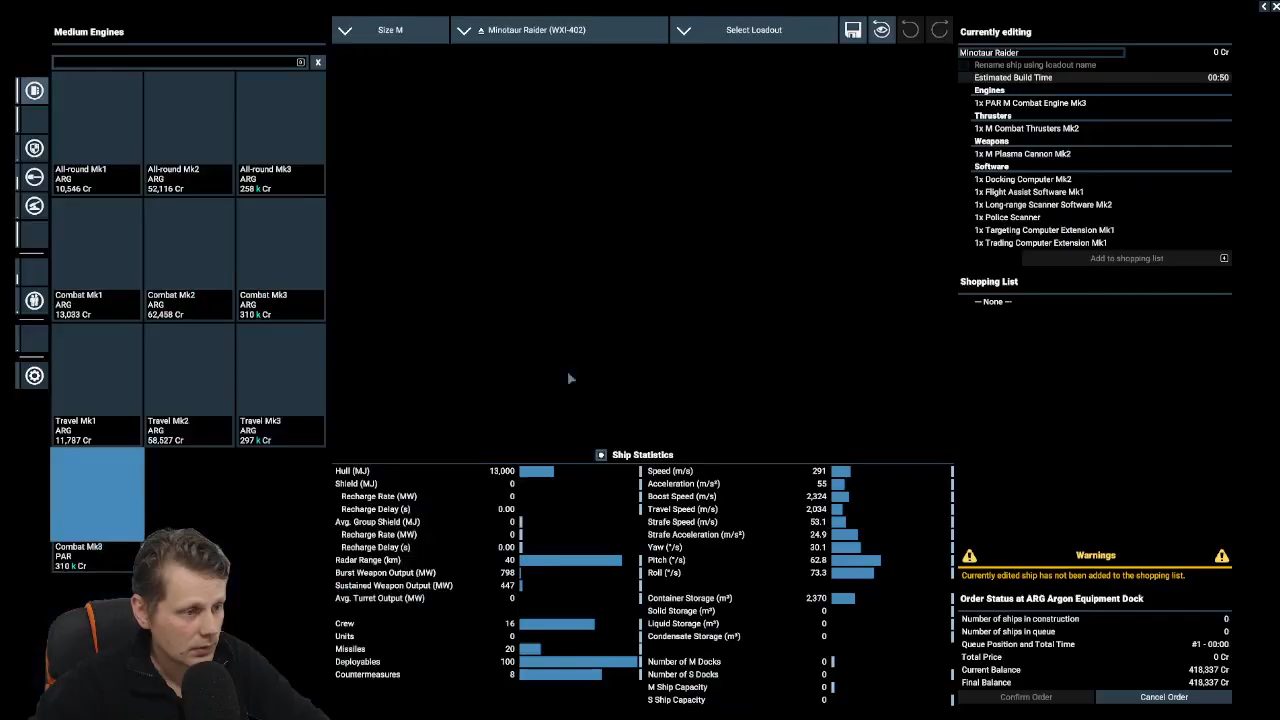 Medium Engines
X
All-round Mk1
ARG
10,546 Cr
All-round Mk2
ARG
52,116 Cr
All-round Mk3
ARG
258 k Cr
Combat Mk1
ARG
13,033 Cr
Combat Mk2
ARG
62,458 Cr
Combat Mk3
ARG
310 k Cr
Travel Mk1
ARG
11,787 Cr
Travel Mk2
ARG
58,527 Cr
Travel Mk3
ARG
297 k Cr
Combat Mk3
PAR
310 k Cr
Size M
Minotaur Raider (WXI-402)
Select Loadout
Ship Statistics
Hull (MJ) 13,000
Shield (MJ) 0
Recharge Rate (MW) 0
Recharge Delay (s) 0.00
Avg. Group Shield (MJ) 0
Recharge Rate (MW) 0
Recharge Delay (s) 0.00
Radar Range (km) 40
Burst Weapon Output (MW) 798
Sustained Weapon Output (MW) 447
Avg. Turret Output (MW) 0
Crew 16
Units 0
Missiles 20
Deployables 100
Countermeasures 8
Speed (m/s) 291
Acceleration (m/s²) 55
Boost Speed (m/s) 2,324
Travel Speed (m/s) 2,034
Strafe Speed (m/s) 53.1
Strafe Acceleration (m/s²) 24.9
Yaw (°/s) 30.1
Pitch (°/s) 62.8
Roll (°/s) 73.3
Container Storage (m³) 2,370
Solid Storage (m³) 0
Liquid Storage (m³) 0
Condensate Storage (m³) 0
Number of M Docks 0
Number of S Docks 0
M Ship Capacity 0
S Ship Capacity 0
Currently editing
Minotaur Raider 0 Cr
Rename ship using loadout name
Estimated Build Time 00:50
Engines
1x PAR M Combat Engine Mk3
Thrusters
1x M Combat Thrusters Mk2
Weapons
1x M Plasma Cannon Mk2
Software
1x Docking Computer Mk2
1x Flight Assist Software Mk1
1x Long-range Scanner Software Mk2
1x Police Scanner
1x Targeting Computer Extension Mk1
1x Trading Computer Extension Mk1
Add to shopping list
Shopping List
— None —
Warnings
Currently edited ship has not been added to the shopping list.
Order Status at ARG Argon Equipment Dock
Number of ships in construction 0
Number of ships in queue 0
Queue Position and Total Time #1 - 00:00
Total Price 0 Cr
Current Balance 418,337 Cr
Final Balance 418,337 Cr
Confirm Order
Cancel Order